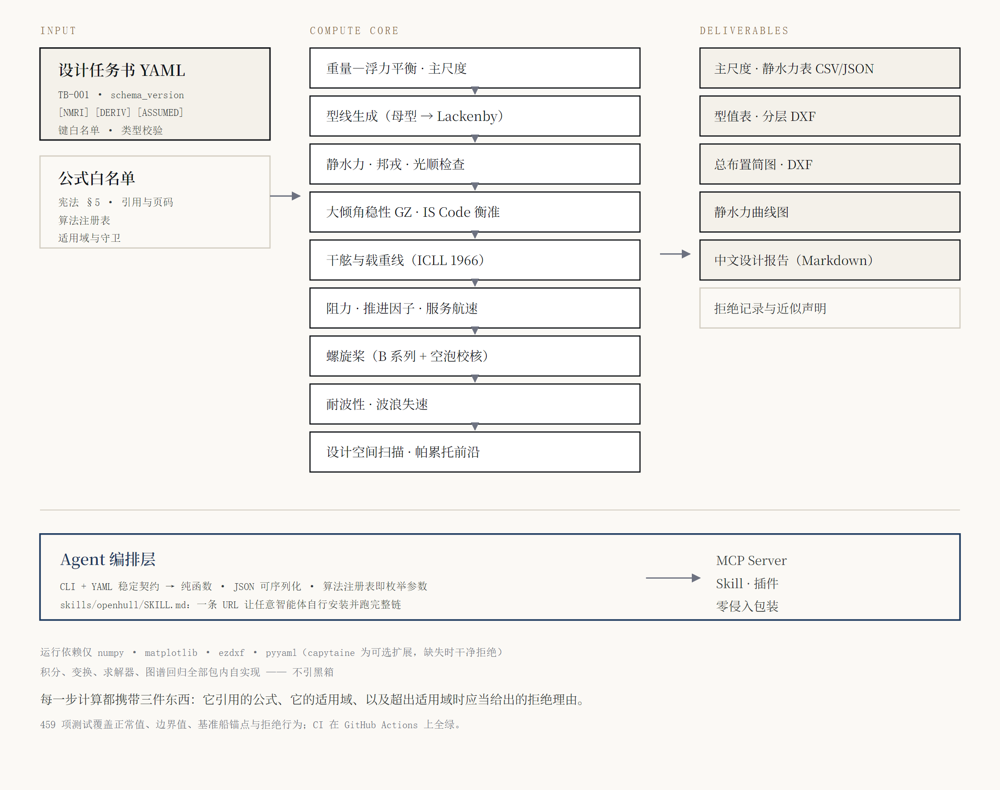 INPUT
设计任务书 YAML
TB-001 • schema_version
[NMRI] [DERIV] [ASSUMED]
键白名单 • 类型校验
公式白名单
宪法 §5 • 引用与页码
算法注册表
适用域与守卫
COMPUTE CORE
重量—浮力平衡 · 主尺度
型线生成（母型 → Lackenby）
静水力 · 邦戎 · 光顺检查
大倾角稳性 GZ · IS Code 衡准
干舷与载重线（ICLL 1966）
阻力 · 推进因子 · 服务航速
螺旋桨（B 系列 + 空泡校核）
耐波性 · 波浪失速
设计空间扫描 · 帕累托前沿
DELIVERABLES
主尺度 · 静水力表 CSV/JSON
型值表 · 分层 DXF
总布置简图 · DXF
静水力曲线图
中文设计报告（Markdown）
拒绝记录与近似声明
Agent 编排层
CLI + YAML 稳定契约 → 纯函数 • JSON 可序列化 • 算法注册表即枚举参数
skills/openhull/SKILL.md：一条 URL 让任意智能体自行安装并跑完整链
MCP Server
Skill · 插件
零侵入包装
运行依赖仅 numpy • matplotlib • ezdxf • pyyaml（capytaine 为可选扩展，缺失时干净拒绝）
积分、变换、求解器、图谱回归全部包内自实现 —— 不引黑箱
每一步计算都携带三件东西：它引用的公式、它的适用域、以及超出适用域时应当给出的拒绝理由。
459 项测试覆盖正常值、边界值、基准船锚点与拒绝行为；CI 在 GitHub Actions 上全绿。